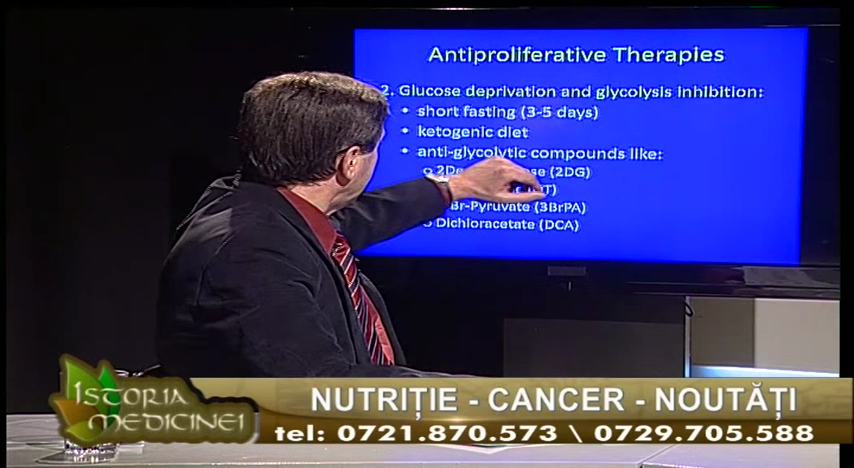 Antiproliferative Therapies
2. Glucose deprivation and glycolysis inhibition:
• short fasting (3-5 days)
• ketogenic diet
• anti-glycolytic compounds like:
(2DG)
Br-Pyruvate (3BrPA)
o Dichloracetate (DCA)
ISTORIA
MEDICINEI
NUTRIȚIE - CANCER - NOUTĂȚI
tel: 0721.870.573 \ 0729.705.588